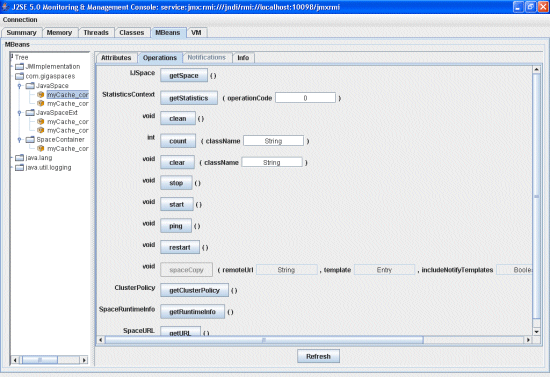 J2SE 5.0 Monitoring & Management Console: service:jmx:rmi:///jndi/rmi://localhost:10098/jmxrmi
Connection
Summary Memory Threads Classes MBeans VM
MBeans
Tree
JMImplementation
com.gigaspaces
JavaSpace
myCache_cor
myCache_cor
JavaSpaceExt
myCache_cor
myCache_cor
SpaceContainer
myCache_cor
java.lang
java.util.logging
Attributes Operations Notifications Info
IJSpace getSpace ( )
StatisticsContext getStatistics ( operationCode 0 )
void clean ( )
int count ( className String )
void clear ( className String )
void stop ( )
void start ( )
void ping ( )
void restart ( )
void spaceCopy ( remoteUrl String , template Entry , includeNotifyTemplates Boolea
ClusterPolicy getClusterPolicy ( )
SpaceRuntimeInfo getRuntimeInfo ( )
SpaceURL getURL ( )
Refresh